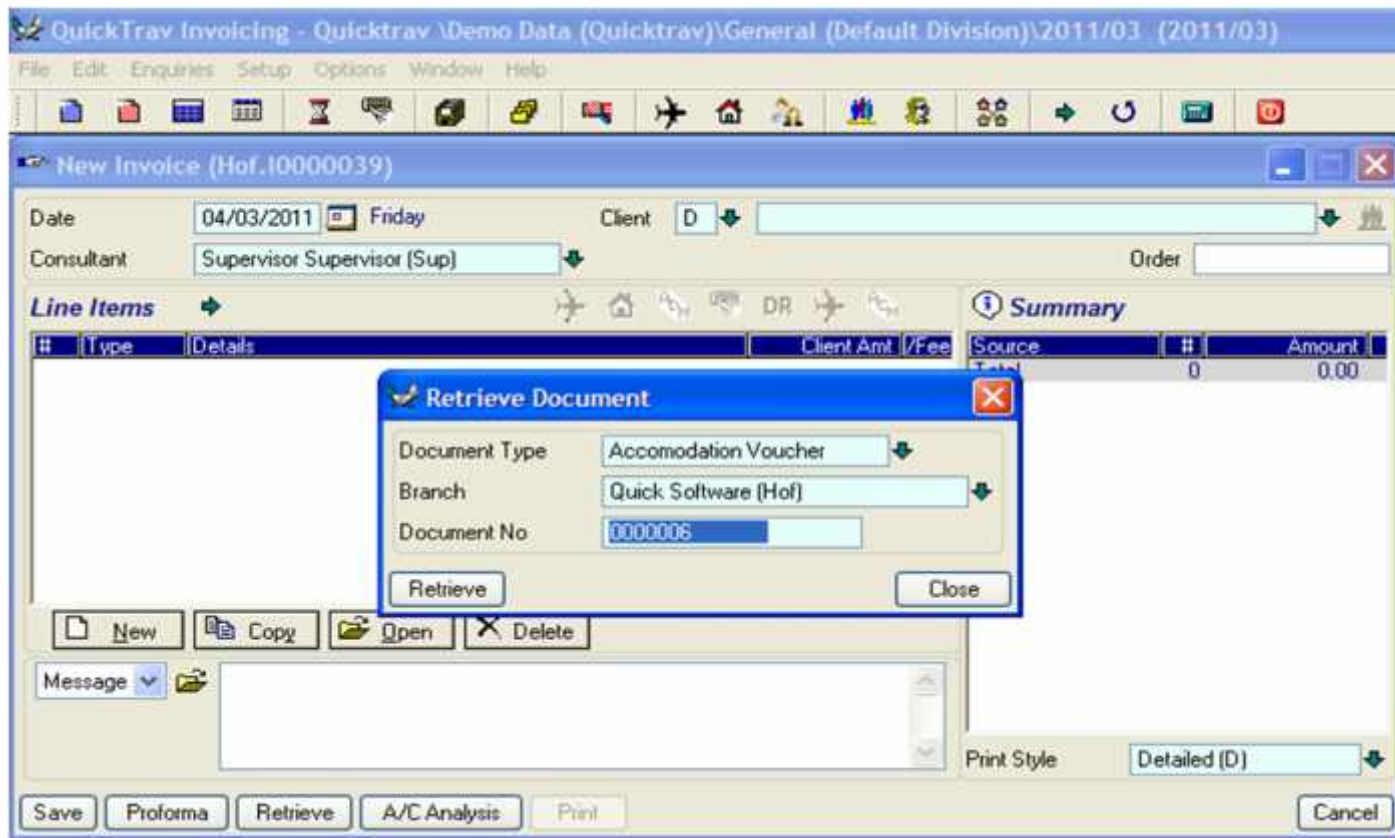 QuickTrav Invoicing - Quicktrav \Demo Data (Quicktrav)\General (Default Division)\2011/03 (2011/03)
File Edit Enquiries Setup Options Window Help
New Invoice (Hof.I0000039)
Date 04/03/2011 Friday Client D
Consultant Supervisor Supervisor (Sup) Order
Line Items DR Summary
# Type Details Client Amt /Fee Source # Amount
Total 0 0.00
Retrieve Document
Document Type Accomodation Voucher
Branch Quick Software (Hof)
Document No 0000006
Retrieve Close
New Copy Open Delete
Message
Print Style Detailed (D)
Save Proforma Retrieve A/C Analysis Print Cancel